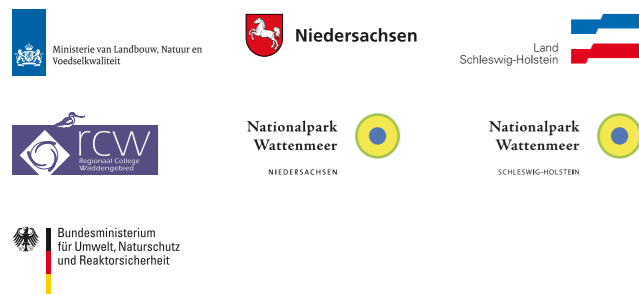 Ministerie van Landbouw, Natuur en
Voedselkwaliteit
Niedersachsen
Land
Schleswig-Holstein
rcw
Regionaal College
Waddengebied
Nationalpark
Wattenmeer
NIEDERSACHSEN
Nationalpark
Wattenmeer
SCHLESWIG-HOLSTEIN
Bundesministerium
für Umwelt, Naturschutz
und Reaktorsicherheit